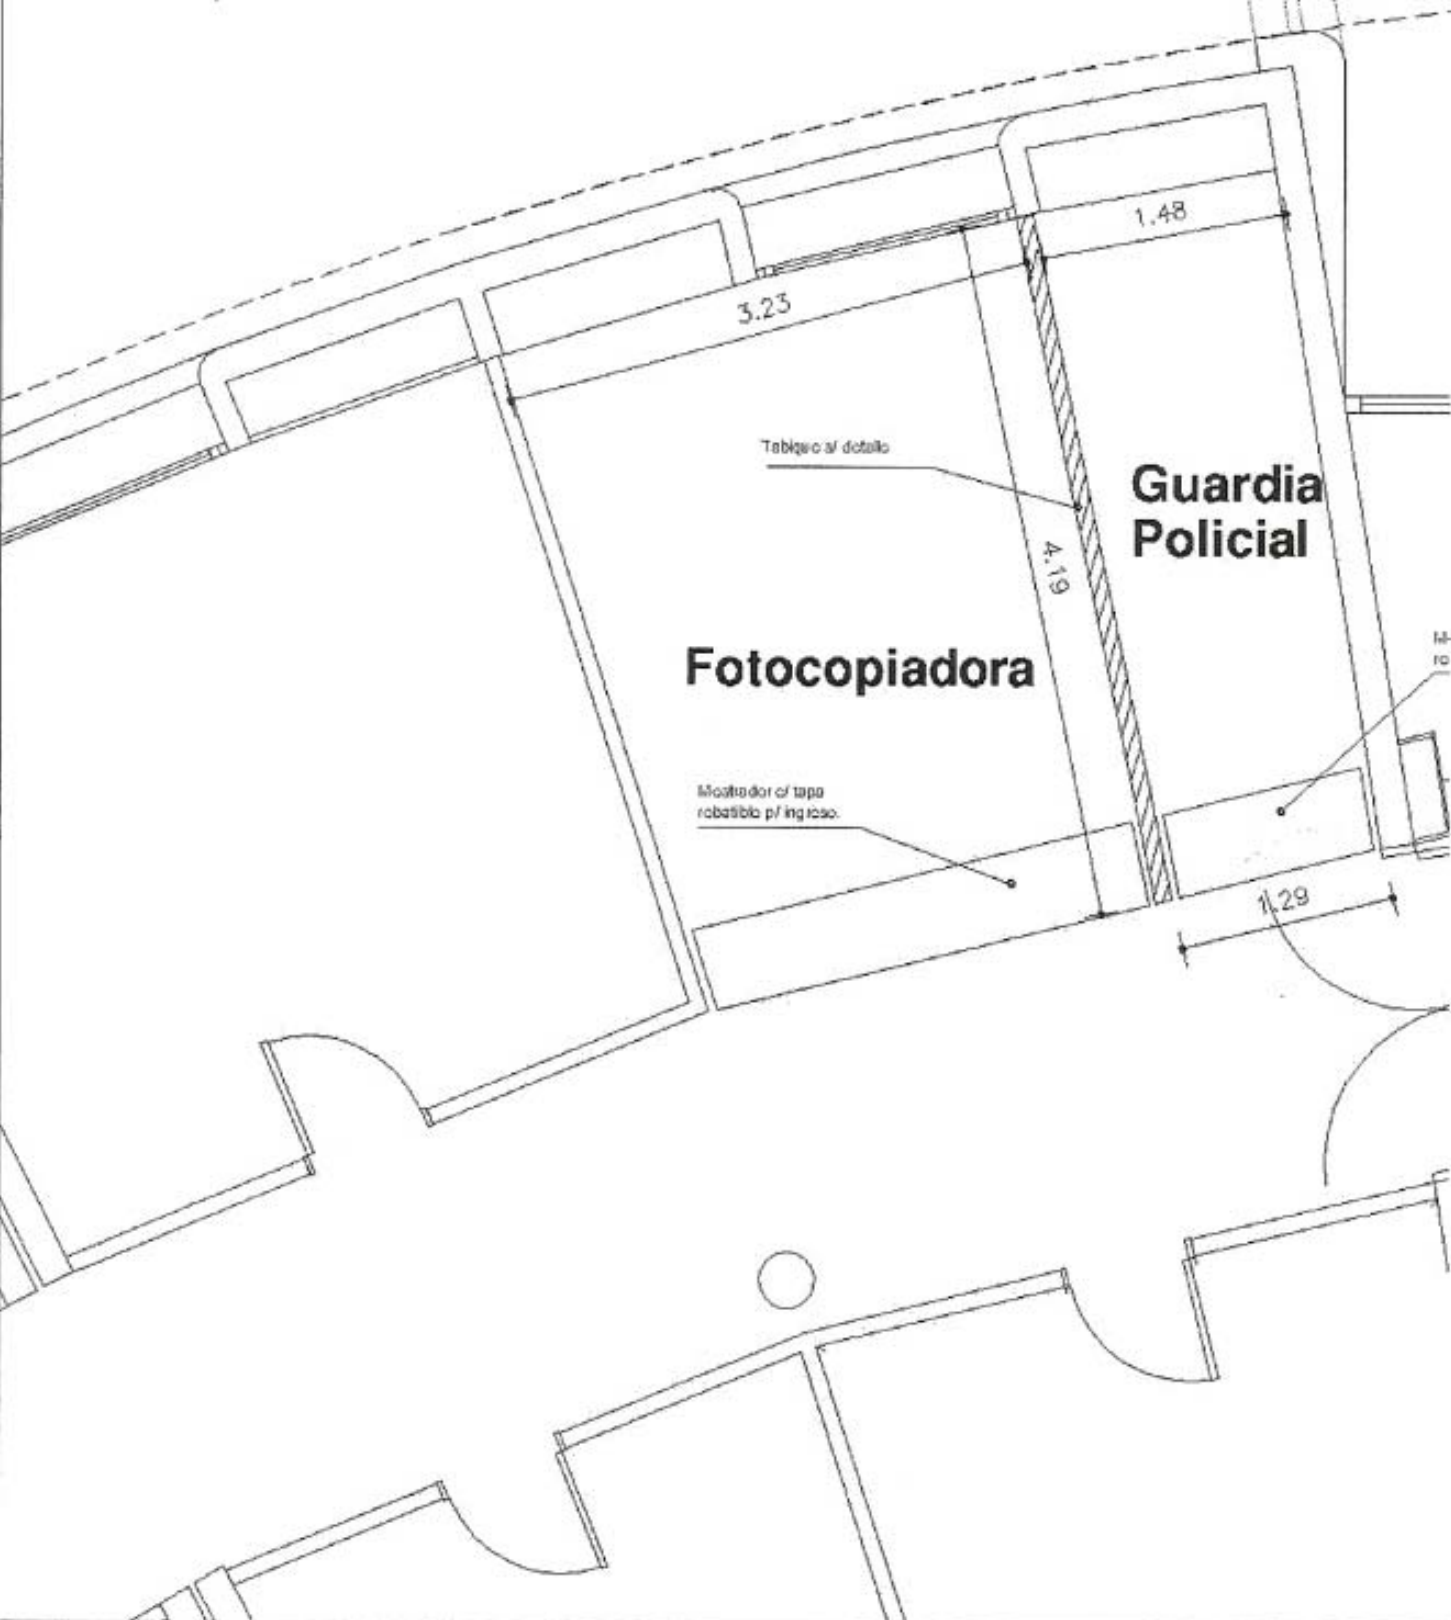 1.48
3.23
Tabique s/ detalle
Guardia
Policial
4.19
Fotocopiadora
Mostrador c/ tapa
rebatible p/ ingreso.
1.29